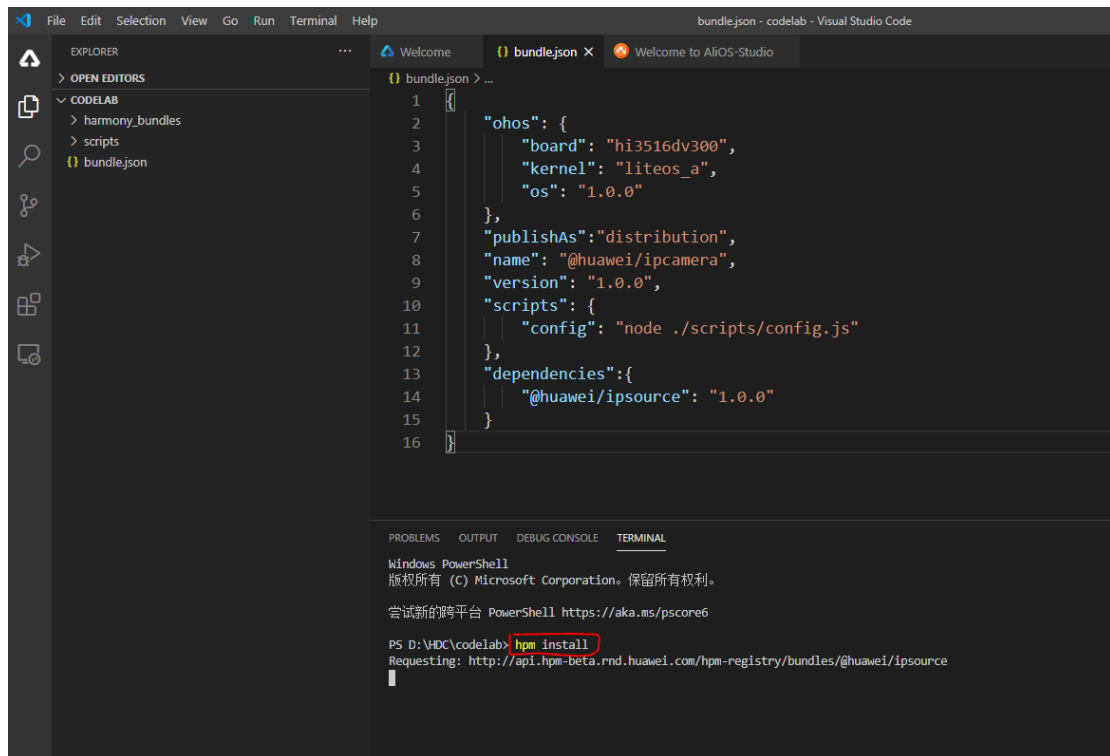 File Edit Selection View Go Run Terminal Help
bundle.json - codelab - Visual Studio Code
EXPLORER ...
OPEN EDITORS
CODELAB
harmony_bundles
scripts
{} bundle.json
Welcome
{} bundle.json ×
Welcome to AliOS-Studio
{} bundle.json > ...
1 {
2 "ohos": {
3 "board": "hi3516dv300",
4 "kernel": "liteos_a",
5 "os": "1.0.0"
6 },
7 "publishAs":"distribution",
8 "name": "@huawei/ipcamera",
9 "version": "1.0.0",
10 "scripts": {
11 "config": "node ./scripts/config.js"
12 },
13 "dependencies":{
14 "@huawei/ipsource": "1.0.0"
15 }
16 }
PROBLEMS OUTPUT DEBUG CONSOLE TERMINAL
Windows PowerShell
版权所有 (C) Microsoft Corporation。保留所有权利。
尝试新的跨平台 PowerShell https://aka.ms/pscore6
PS D:\HDC\codelab> hpm install
Requesting: http://api.hpm-beta.rnd.huawei.com/hpm-registry/bundles/@huawei/ipsource